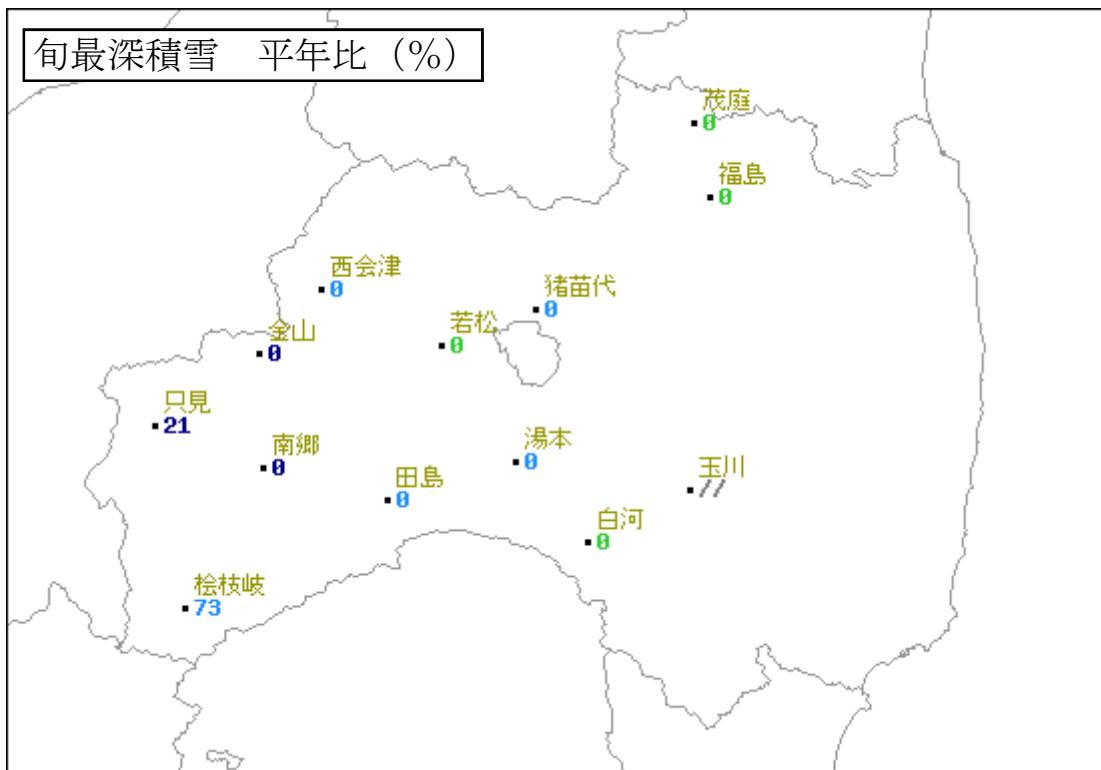 旬最深積雪　平年比（％）
茂庭
0
福島
0
西会津
0
猪苗代
0
金山
0
若松
0
只見
21
南郷
0
湯本
0
田島
0
玉川
//
白河
0
桧枝岐
73